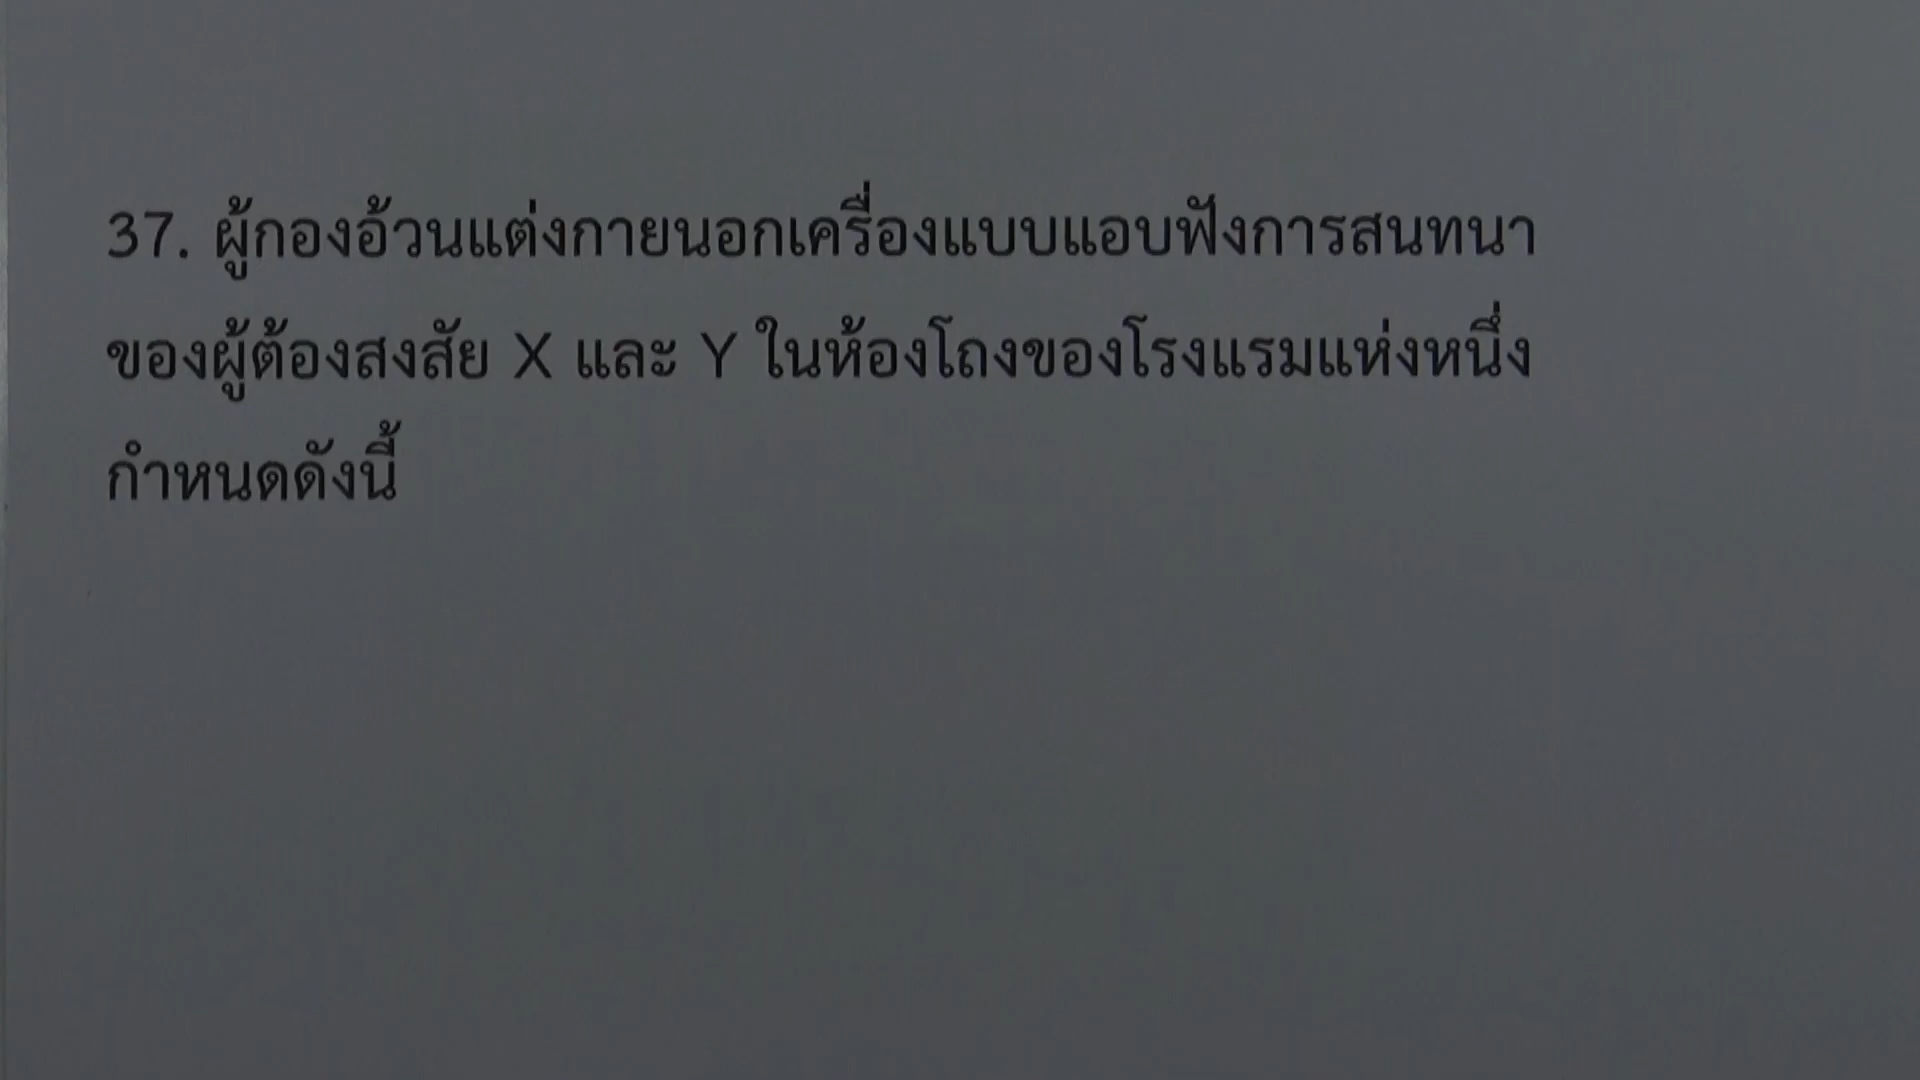 37. ผู้กองอ้วนแต่งกายนอกเครื่องแบบแอบฟังการสนทนา
ของผู้ต้องสงสัย X และ Y ในห้องโถงของโรงแรมแห่งหนึ่ง
กำหนดดังนี้